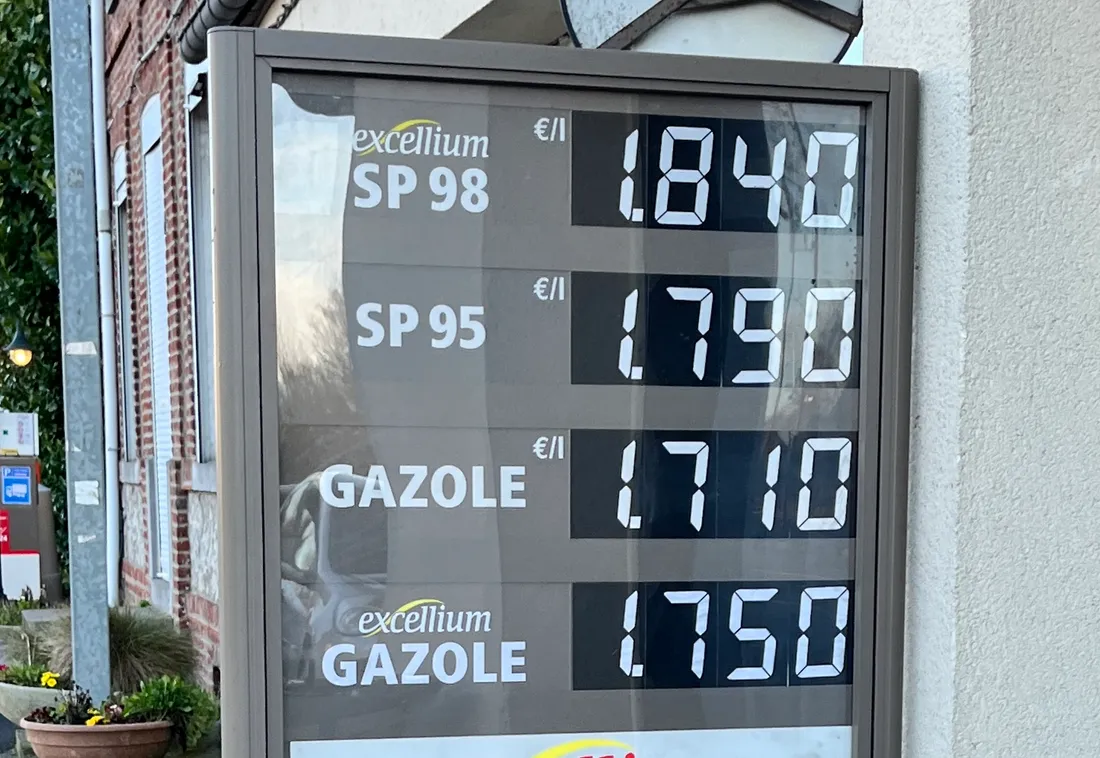 excellium
SP 98
€/l
1.840
SP 95
€/l
1.790
GAZOLE
€/l
1.710
excellium
GAZOLE
1.750
P